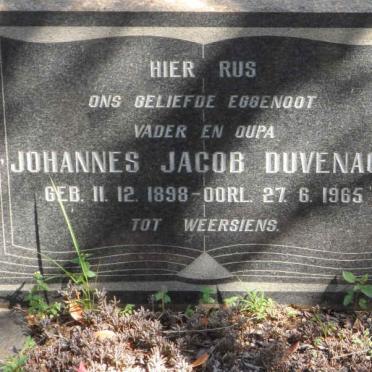 HIER RUS
ONS GELIEFDE EGGENOOT
VADER EN OUPA
JOHANNES JACOB DUVENAG
GEB. 11. 12. 1898 - OORL. 27. 6. 1965
TOT WEERSIENS.